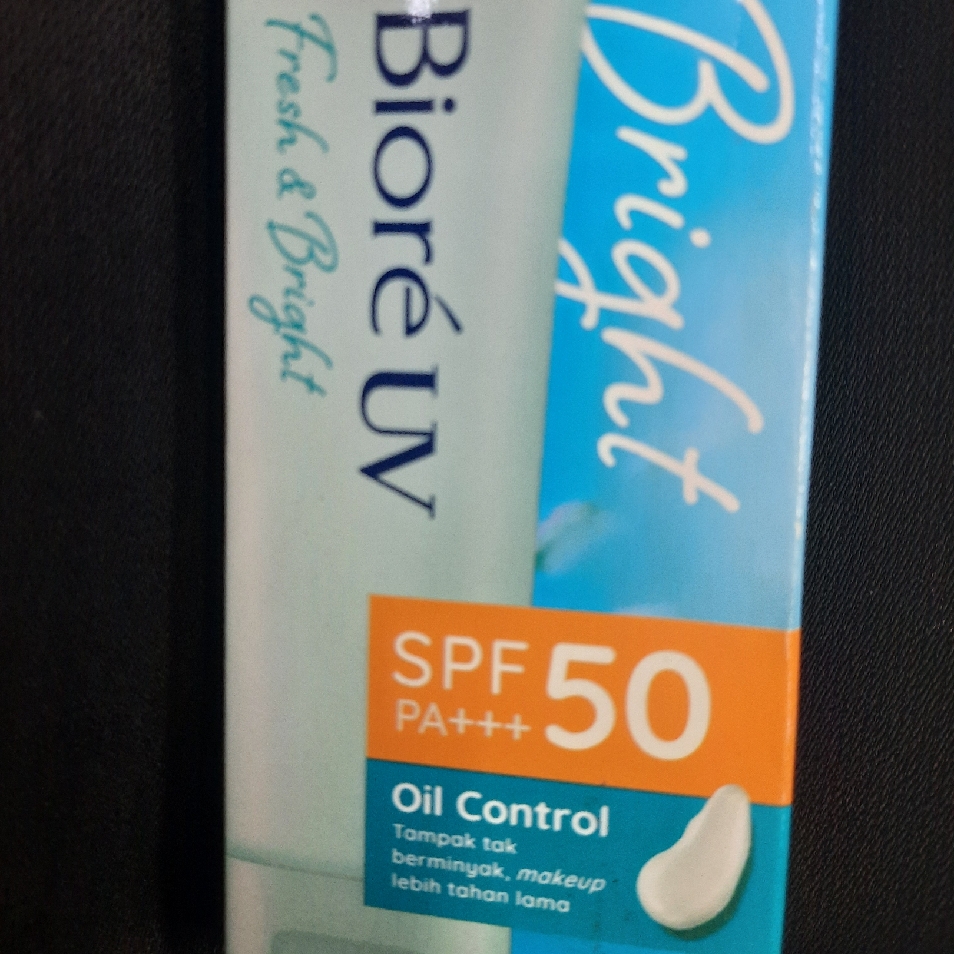 Bioré UV
Fresh & Bright
Bright
SPF 50
PA+++
Oil Control
Tampak tak
berminyak, makeup
lebih tahan lama